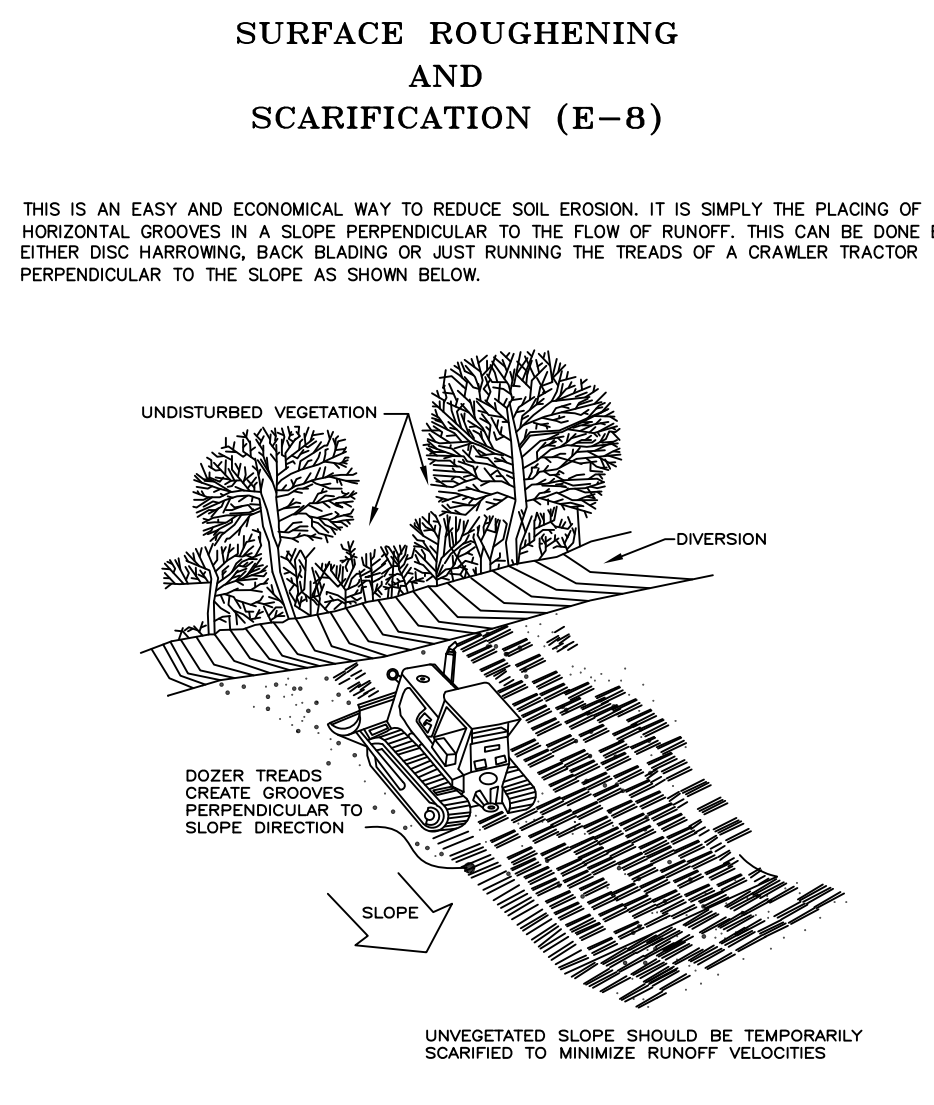 SURFACE ROUGHENING
AND
SCARIFICATION (E-8)
THIS IS AN EASY AND ECONOMICAL WAY TO REDUCE SOIL EROSION. IT IS SIMPLY THE PLACING OF
HORIZONTAL GROOVES IN A SLOPE PERPENDICULAR TO THE FLOW OF RUNOFF. THIS CAN BE DONE
EITHER DISC HARROWING, BACK BLADING OR JUST RUNNING THE TREADS OF A CRAWLER TRACTOR
PERPENDICULAR TO THE SLOPE AS SHOWN BELOW.
UNDISTURBED VEGETATION
DIVERSION
DOZER TREADS
CREATE GROOVES
PERPENDICULAR TO
SLOPE DIRECTION
SLOPE
UNVEGETATED SLOPE SHOULD BE TEMPORARILY
SCARIFIED TO MINIMIZE RUNOFF VELOCITIES